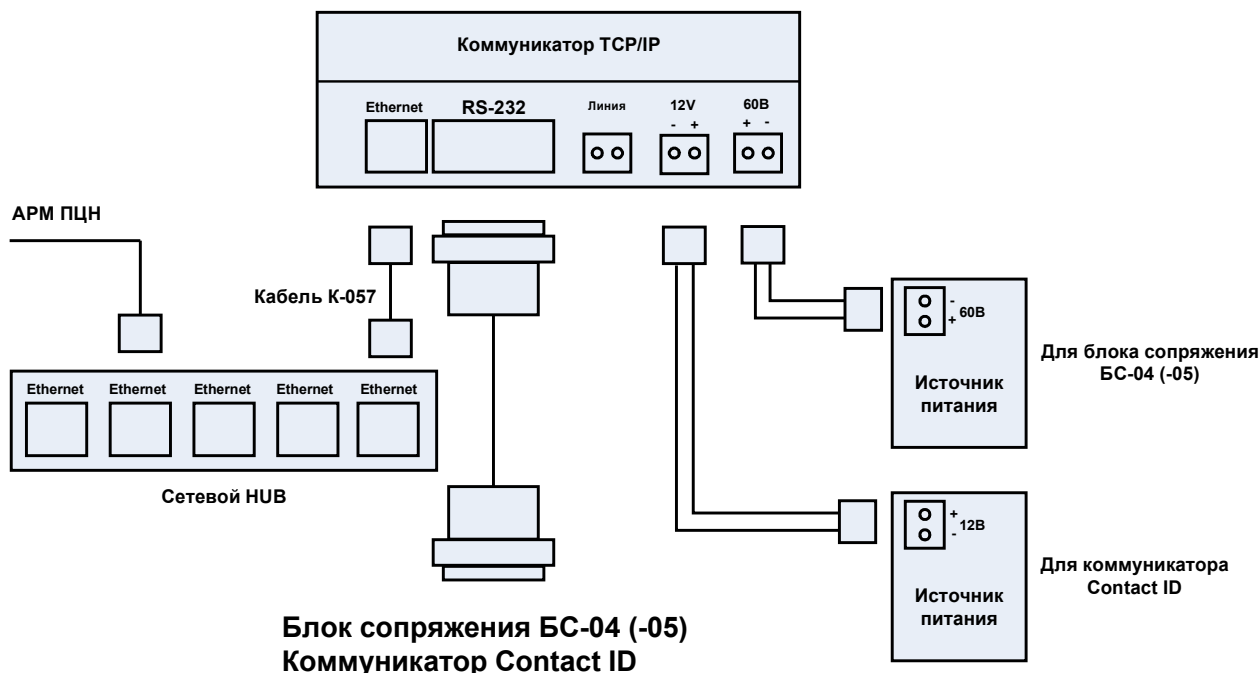 Коммуникатор TCP/IP
Ethernet
RS-232
Линия
12V
- +
60В
+ -
АРМ ПЦН
Кабель К-057
Ethernet Ethernet Ethernet Ethernet Ethernet
Сетевой HUB
-
+ 60В
Источник
питания
Для блока сопряжения
БС-04 (-05)
+
- 12В
Источник
питания
Для коммуникатора
Contact ID
Блок сопряжения БС-04 (-05)
Коммуникатор Contact ID